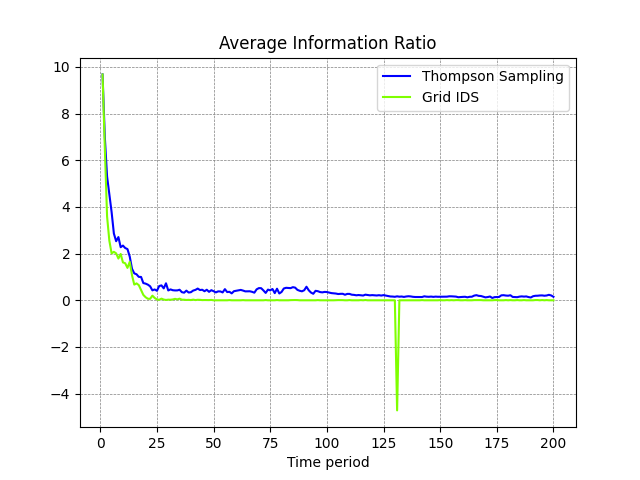 Average Information Ratio
Thompson Sampling
Grid IDS
10
8
6
4
2
0
−2
−4
0 25 50 75 100 125 150 175 200
Time period